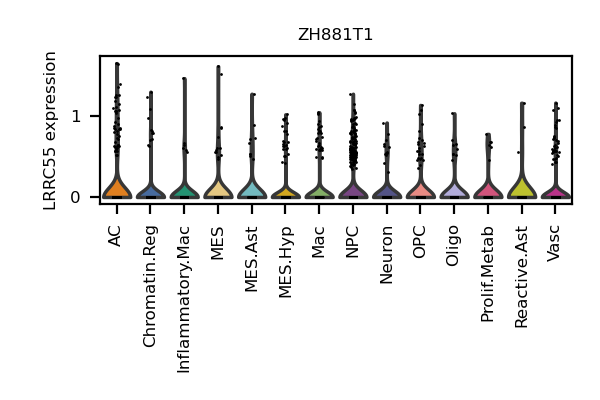 ZH881T1
LRRC55 expression
1
0
AC
Chromatin.Reg
Inflammatory.Mac
MES
MES.Ast
MES.Hyp
Mac
NPC
Neuron
OPC
Oligo
Prolif.Metab
Reactive.Ast
Vasc